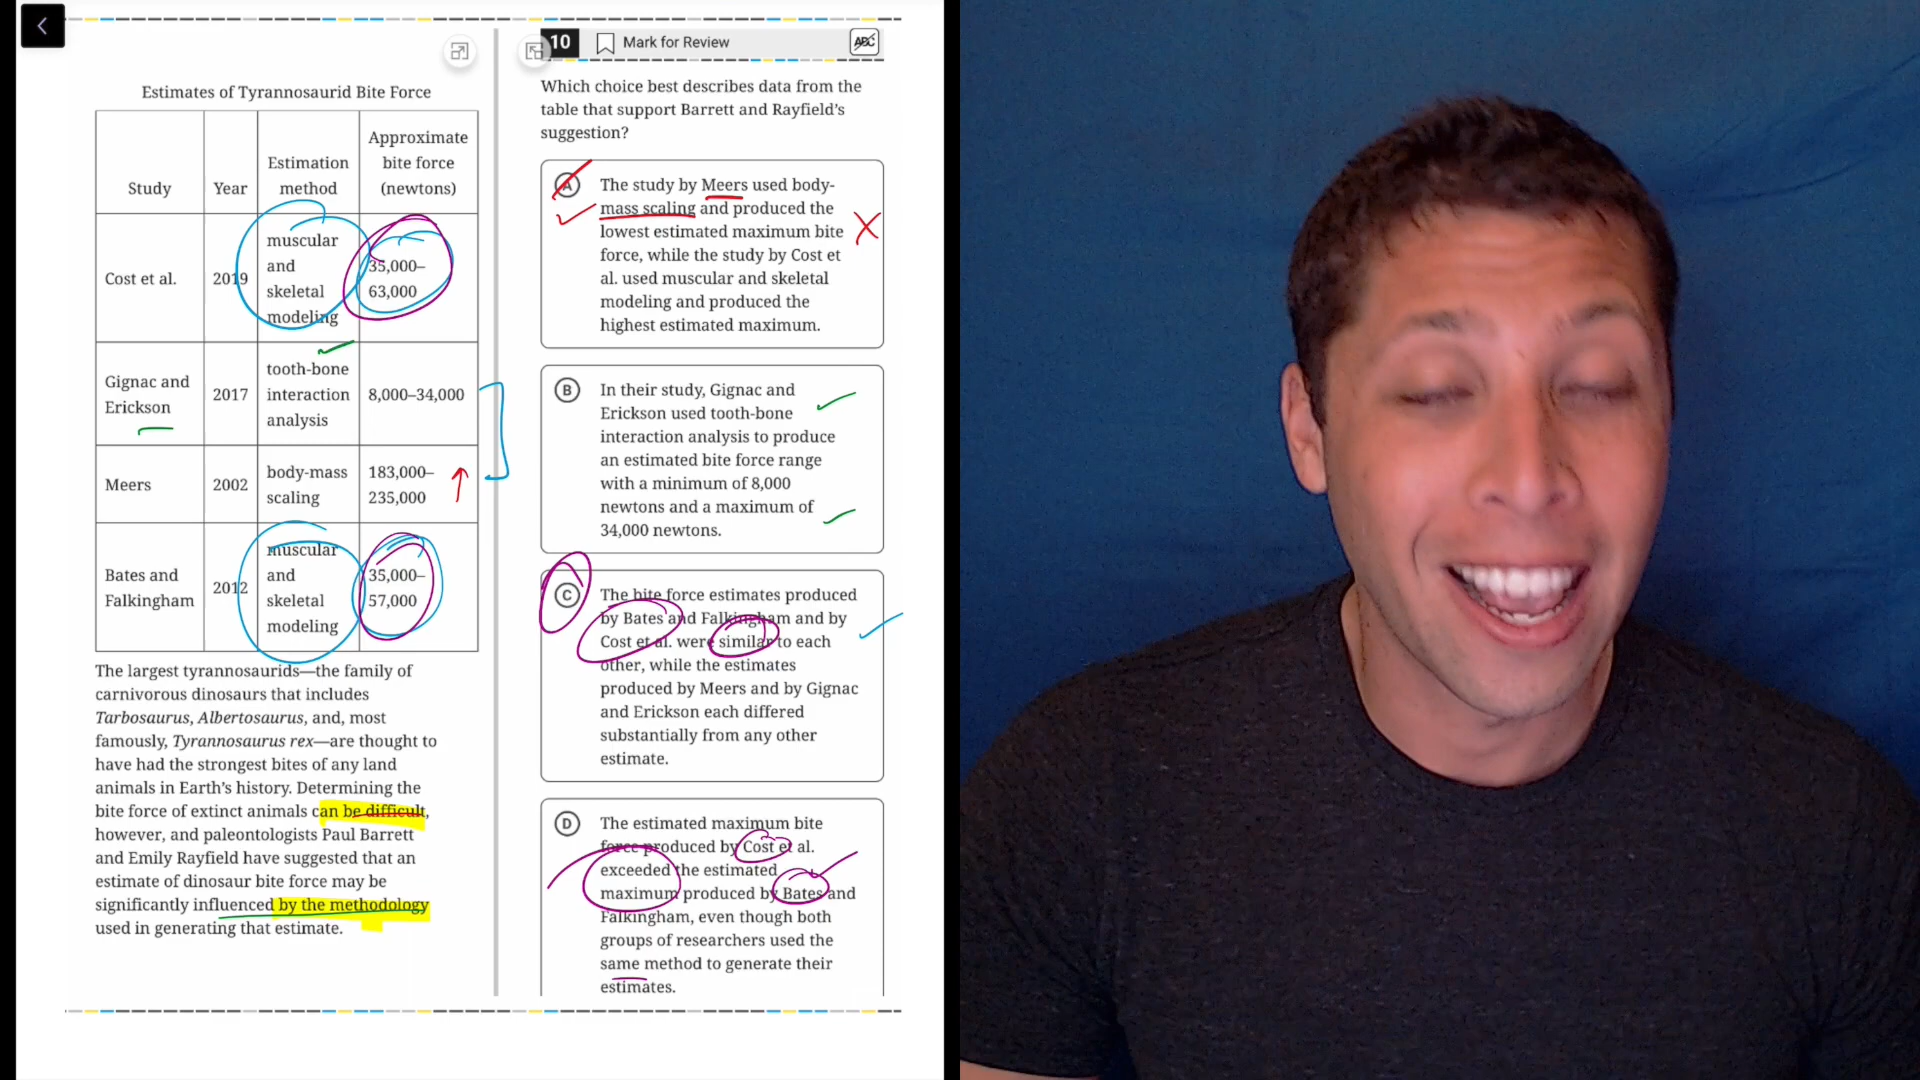 Estimates of Tyrannosaurid Bite Force
Study
Year
Estimation
method
Approximate
bite force
(newtons)
Cost et al.
2019
muscular
and
skeletal
modeling
35,000–
63,000
Gignac and
Erickson
2017
tooth-bone
interaction
analysis
8,000–34,000
Meers
2002
body-mass
scaling
183,000–
235,000
Bates and
Falkingham
2012
muscular
and
skeletal
modeling
35,000–
57,000
The largest tyrannosaurids—the family of
carnivorous dinosaurs that includes
Tarbosaurus, Albertosaurus, and, most
famously, Tyrannosaurus rex—are thought to
have had the strongest bites of any land
animals in Earth's history. Determining the
bite force of extinct animals can be difficult,
however, and paleontologists Paul Barrett
and Emily Rayfield have suggested that an
estimate of dinosaur bite force may be
significantly influenced by the methodology
used in generating that estimate.
10
Mark for Review
ABC
Which choice best describes data from the
table that support Barrett and Rayfield's
suggestion?
A
The study by Meers used body-
mass scaling and produced the
lowest estimated maximum bite
force, while the study by Cost et
al. used muscular and skeletal
modeling and produced the
highest estimated maximum.
B
In their study, Gignac and
Erickson used tooth-bone
interaction analysis to produce
an estimated bite force range
with a minimum of 8,000
newtons and a maximum of
34,000 newtons.
C
The bite force estimates produced
by Bates and Falkingham and by
Cost et al. were similar to each
other, while the estimates
produced by Meers and by Gignac
and Erickson each differed
substantially from any other
estimate.
D
The estimated maximum bite
force produced by Cost et al.
exceeded the estimated
maximum produced by Bates and
Falkingham, even though both
groups of researchers used the
same method to generate their
estimates.